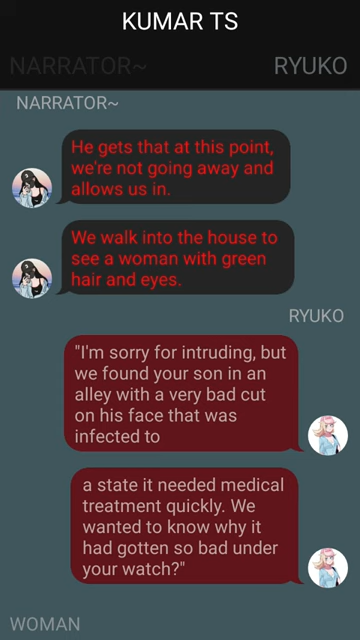 KUMAR TS
NARRATOR~
RYUKO
NARRATOR~
He gets that at this point,
we're not going away and
allows us in.
We walk into the house to
see a woman with green
hair and eyes.
RYUKO
"I'm sorry for intruding, but
we found your son in an
alley with a very bad cut
on his face that was
infected to
a state it needed medical
treatment quickly. We
wanted to know why it
had gotten so bad under
your watch?"
WOMAN